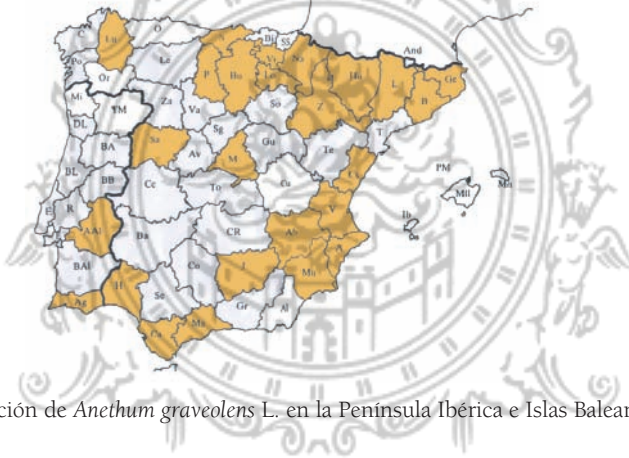 C Lu O Bi SS And
Po Le P Bu Vi Na Hu L Ge
Or Lo B
Mi TM Za Va So Z T
DL Sg
BA Sa Av M Gu Te
BL BB Cs PM Mll Mn
Cc To Cu Ib
E R V
AAl Ba CR Ab A
BAl Co J Mu
Ag H Se Gr Al
Ca Ma
ción de Anethum graveolens L. en la Península Ibérica e Islas Balear